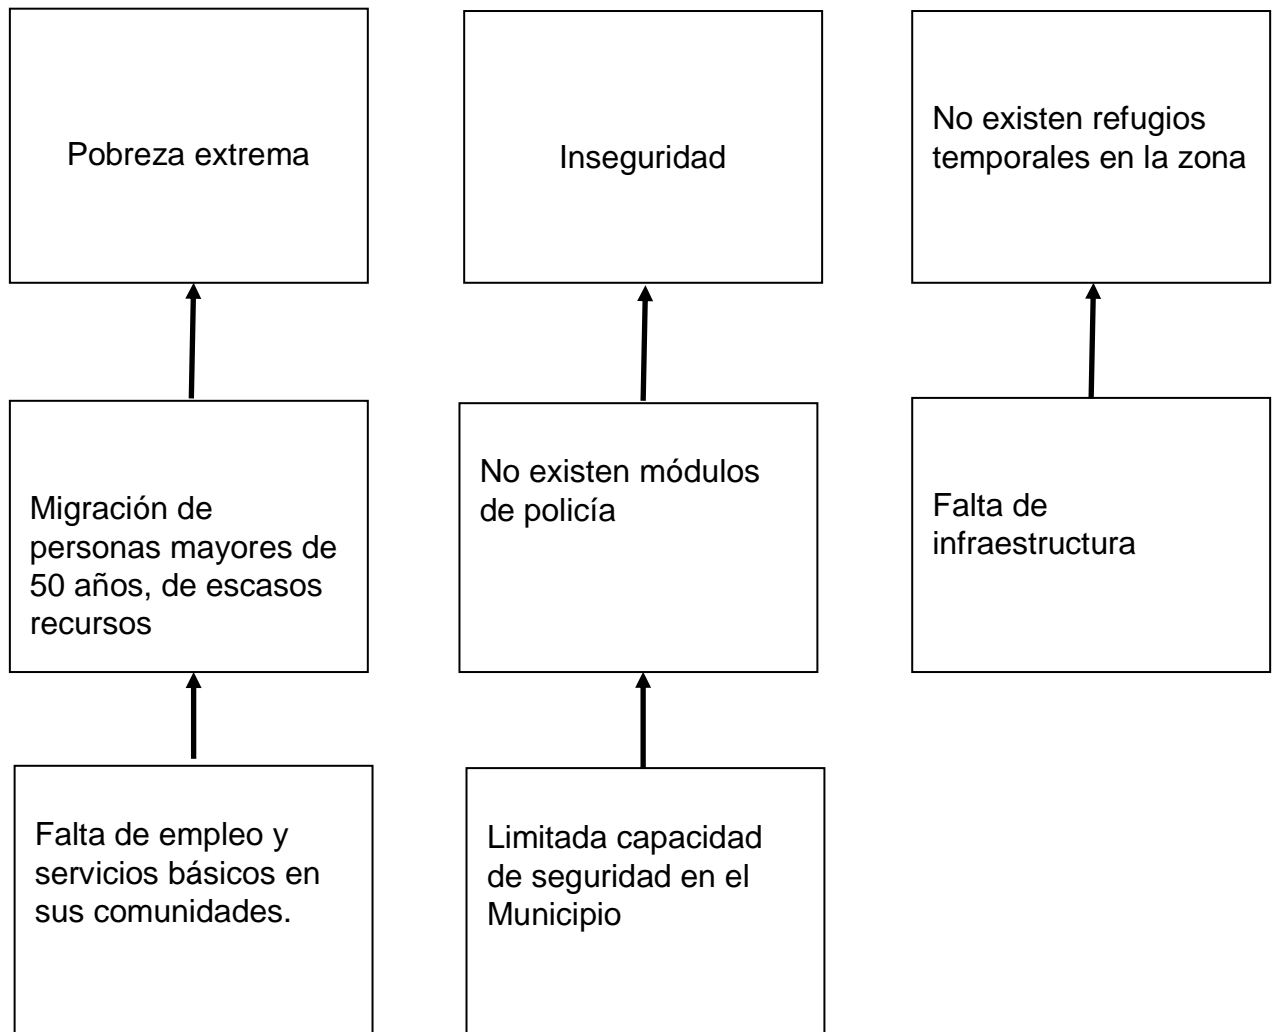 Pobreza extrema
Inseguridad
No existen refugios
temporales en la zona
Migración de
personas mayores de
50 años, de escasos
recursos
No existen módulos
de policía
Falta de
infraestructura
Falta de empleo y
servicios básicos en
sus comunidades.
Limitada capacidad
de seguridad en el
Municipio